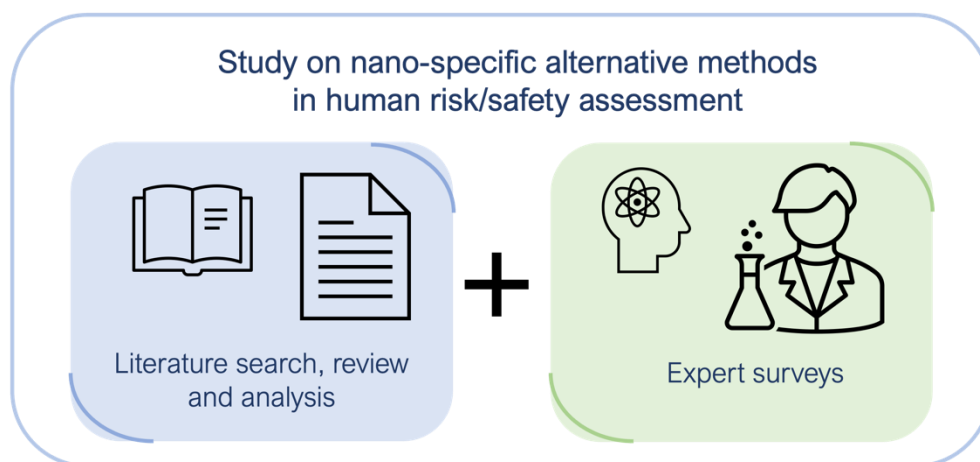 Study on nano-specific alternative methods
in human risk/safety assessment
Literature search, review
and analysis
Expert surveys